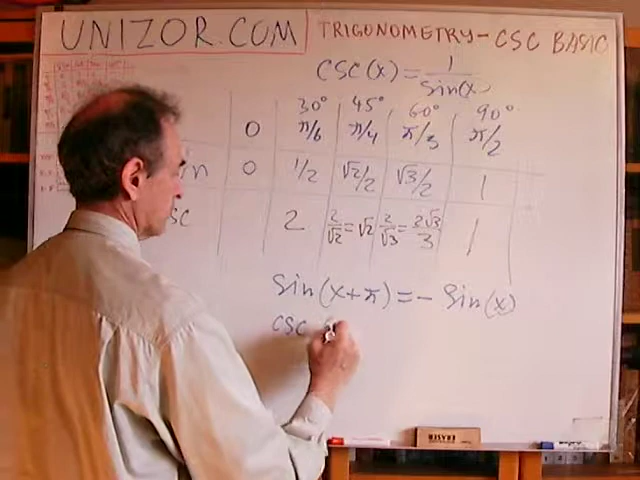 UNIZOR.COM
TRIGONOMETRY - CSC BASIC
CSC(x) = 1/Sin(x)
30° 45° 60° 90°
0 π/6 π/4 π/3 π/2
in 0 1/2 √2/2 √3/2 1
SC 2 2/√2 = √2 2/√3 = 2√3/3 1
Sin(x+π) = - Sin(x)
CSC
ERASER